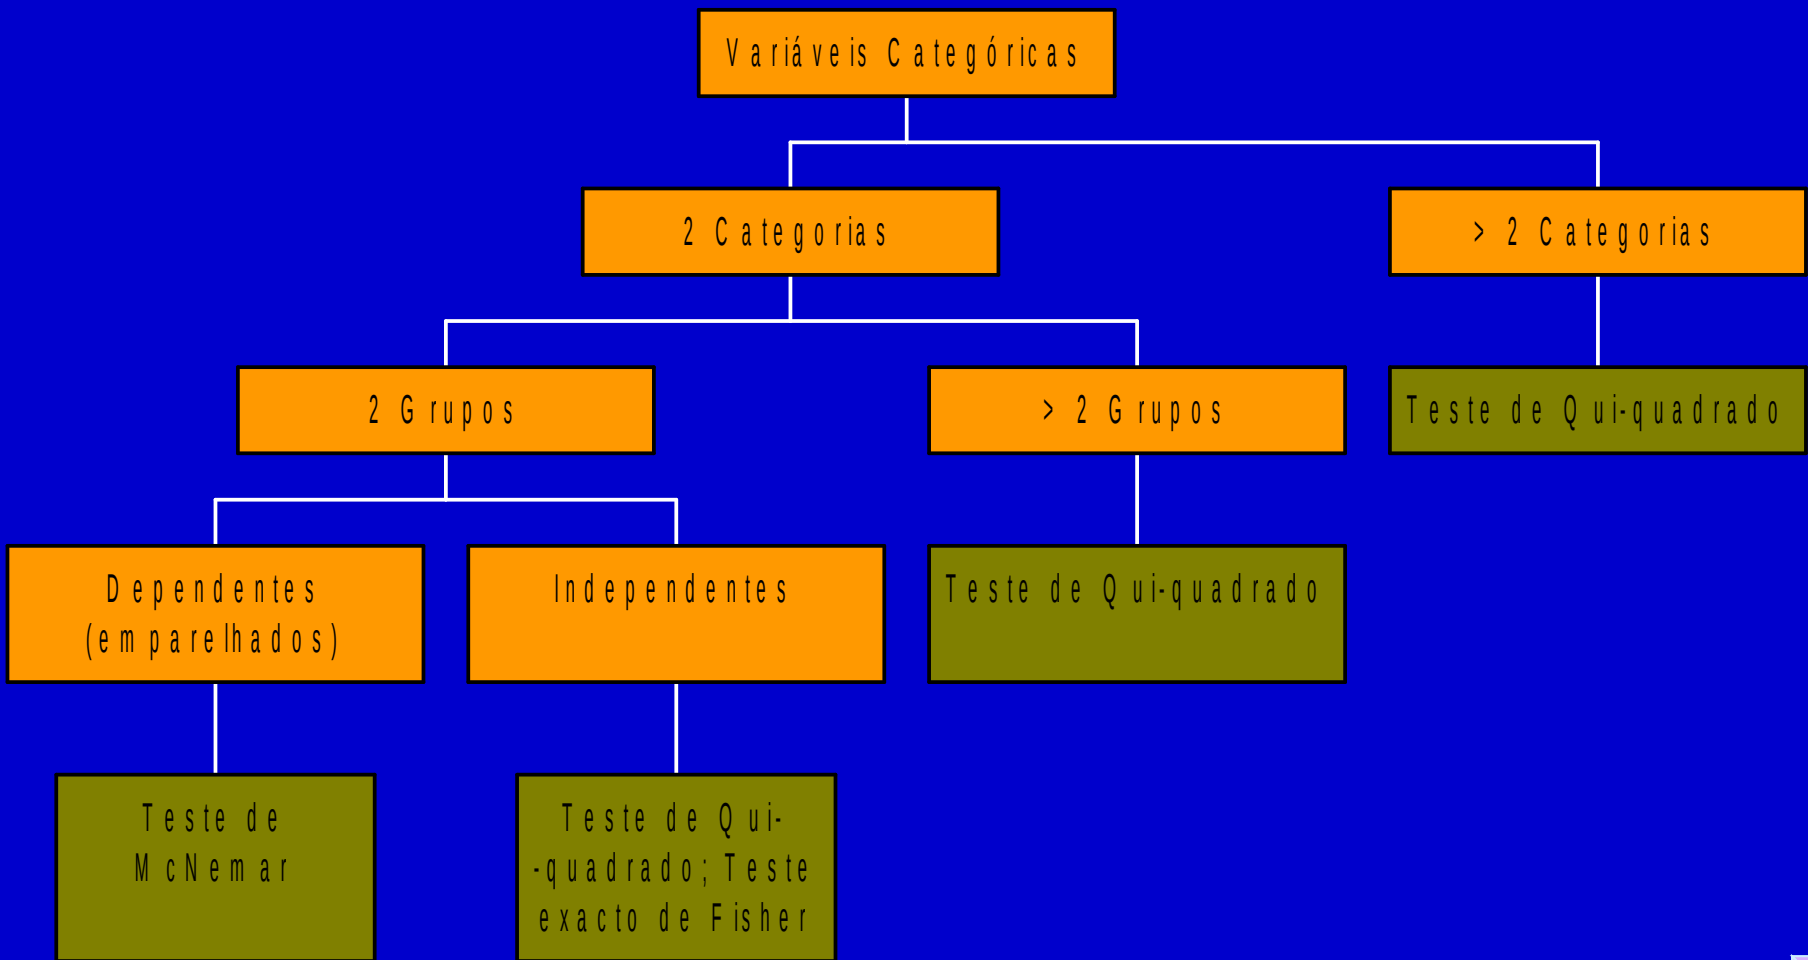 Variáveis Categóricas
2 Categorias
> 2 Categorias
2 Grupos
> 2 Grupos
Teste de Qui-quadrado
Dependentes
(emparelhados)
Independentes
Teste de Qui-quadrado
Teste de
McNemar
Teste de Qui-
-quadrado; Teste
exacto de Fisher